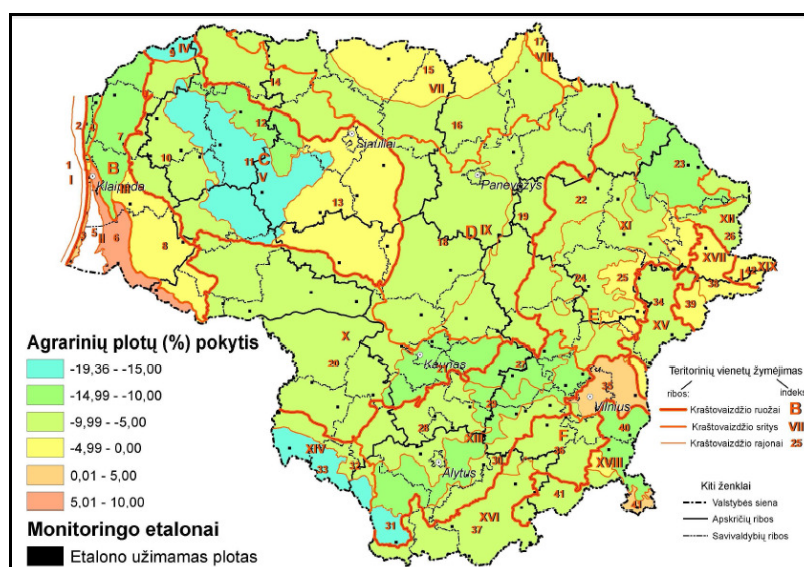 IV
17
VIII
15
VII
14
2
7
12
16
Šiauliai
1
I
B
10
11
C
V
Klaipėda
III
Panevėžys
23
13
22
19
D
IX
XI
XII
26
5
II
6
8
18
XVII
XIX
24
25
38
34
39
E
XV
X
20
Kaunas
27
Vilnius
28
XIII
F
40
XIV
33
Alytus
30
XVIII
31
XVI
37
41
Agrarinių plotų (%) pokytis
-19,36 - -15,00
-14,99 - -10,00
-9,99 - -5,00
-4,99 - 0,00
0,01 - 5,00
5,01 - 10,00
Monitoringo etalonai
Etalono užimamas plotas
Teritorinių vienetų žymėjimas
ribos:
indeksai
Kraštovaizdžio ruožai B
Kraštovaizdžio sritys VII
Kraštovaizdžio rajonai 25
Kiti ženklai
Valstybės siena
Apskričių ribos
Savivaldybių ribos